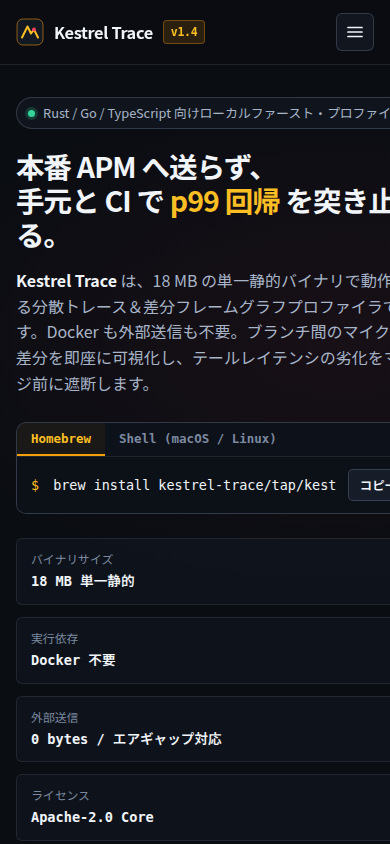 Kestrel Trace v1.4
Rust / Go / TypeScript 向けローカルファースト・プロファイ
本番 APM へ送らず、
手元と CI で p99 回帰 を突き止
る。
Kestrel Trace は、18 MB の単一静的バイナリで動作
る分散トレース＆差分フレームグラフプロファイラで
す。Docker も外部送信も不要。ブランチ間のマイク
差分を即座に可視化し、テールレイテンシの劣化をマ
ジ前に遮断します。
Homebrew Shell (macOS / Linux)
$ brew install kestrel-trace/tap/kest コピー
バイナリサイズ
18 MB 単一静的
実行依存
Docker 不要
外部送信
0 bytes / エアギャップ対応
ライセンス
Apache-2.0 Core